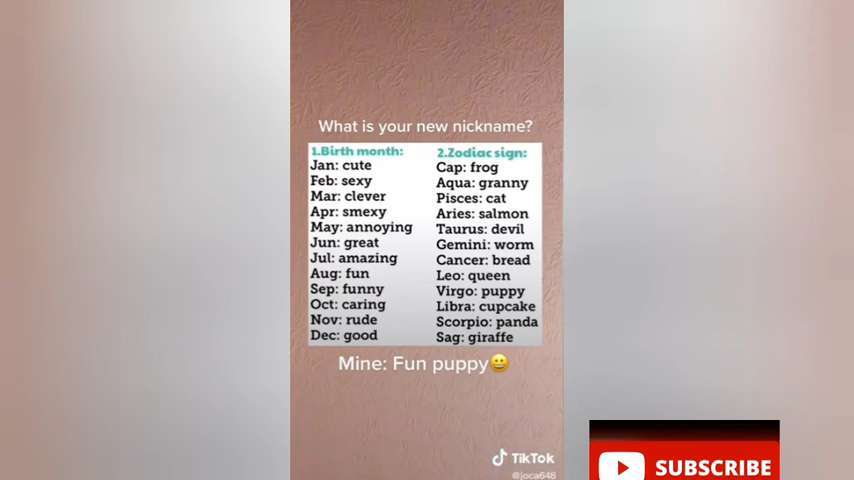 What is your new nickname?
1.Birth month:
Jan: cute
Feb: sexy
Mar: clever
Apr: smexy
May: annoying
Jun: great
Jul: amazing
Aug: fun
Sep: funny
Oct: caring
Nov: rude
Dec: good
2.Zodiac sign:
Cap: frog
Aqua: granny
Pisces: cat
Aries: salmon
Taurus: devil
Gemini: worm
Cancer: bread
Leo: queen
Virgo: puppy
Libra: cupcake
Scorpio: panda
Sag: giraffe
Mine: Fun puppy😀
TikTok
@joca648
SUBSCRIBE